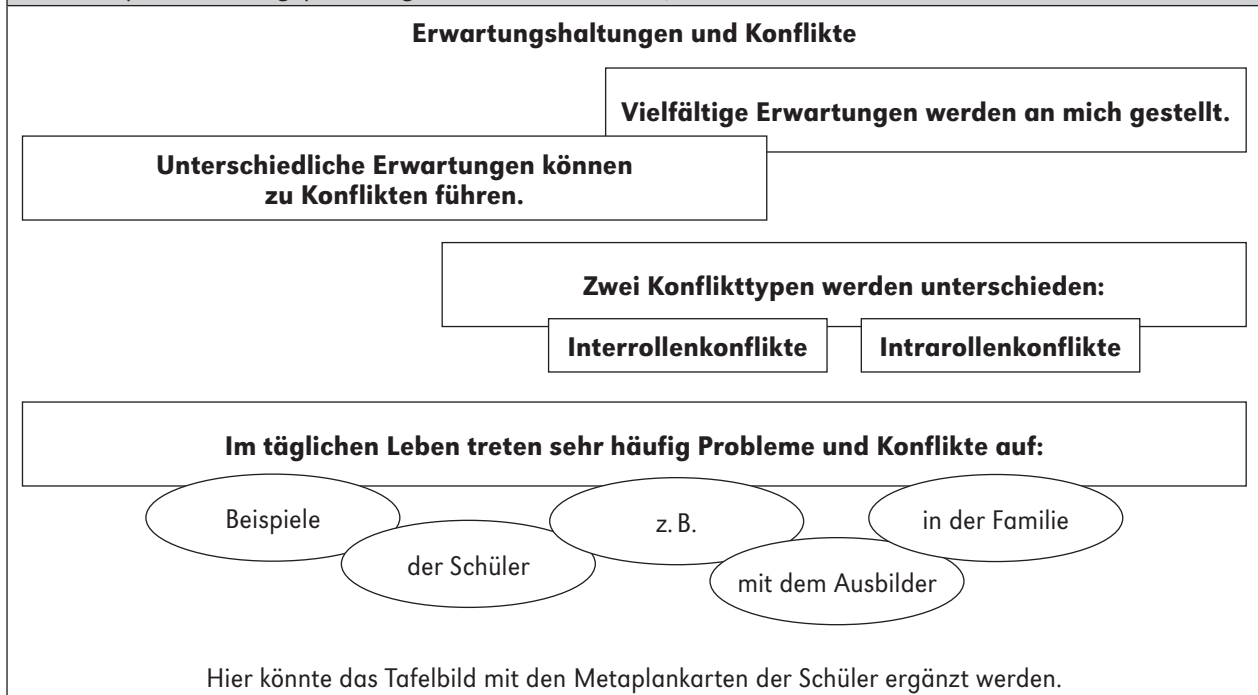 Erwartungshaltungen und Konflikte
Vielfältige Erwartungen werden an mich gestellt.
Unterschiedliche Erwartungen können
zu Konflikten führen.
Zwei Konflikttypen werden unterschieden:
Interrollenkonflikte
Intrarollenkonflikte
Im täglichen Leben treten sehr häufig Probleme und Konflikte auf:
Beispiele
der Schüler
z. B.
mit dem Ausbilder
in der Familie
Hier könnte das Tafelbild mit den Metaplankarten der Schüler ergänzt werden.